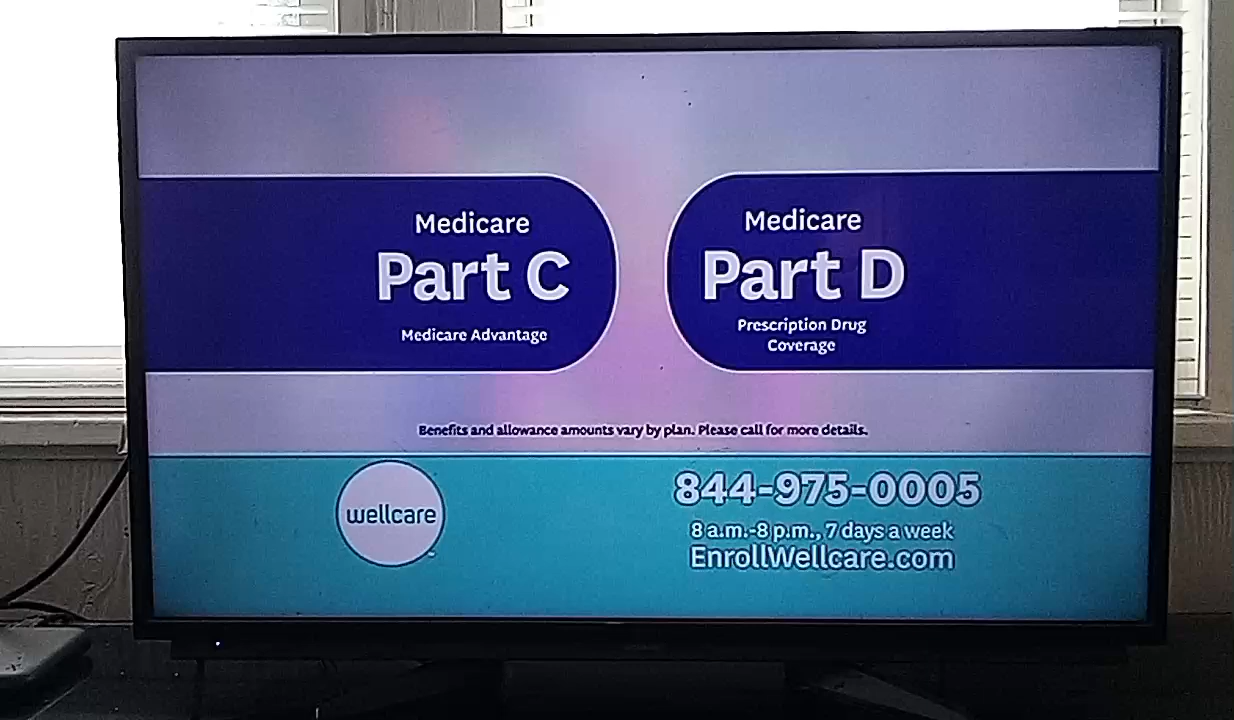 Medicare
Part C
Medicare Advantage
Medicare
Part D
Prescription Drug
Coverage
Benefits and allowance amounts vary by plan. Please call for more details.
wellcare
844-975-0005
8 a.m.-8 p.m., 7 days a week
EnrollWellcare.com